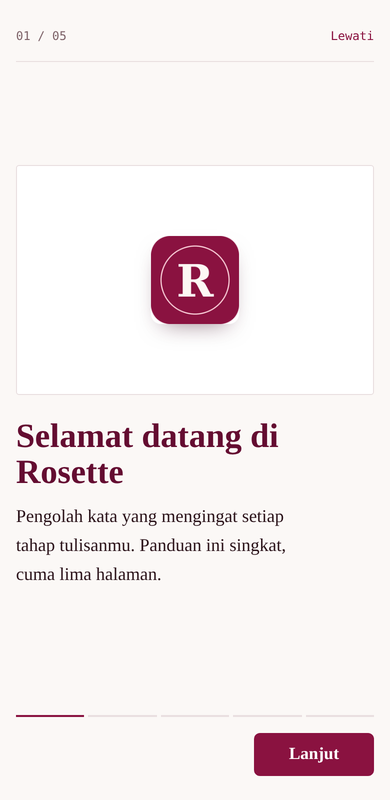 01 / 05
Lewati
R
Selamat datang di
Rosette
Pengolah kata yang mengingat setiap
tahap tulisanmu. Panduan ini singkat,
cuma lima halaman.
Lanjut